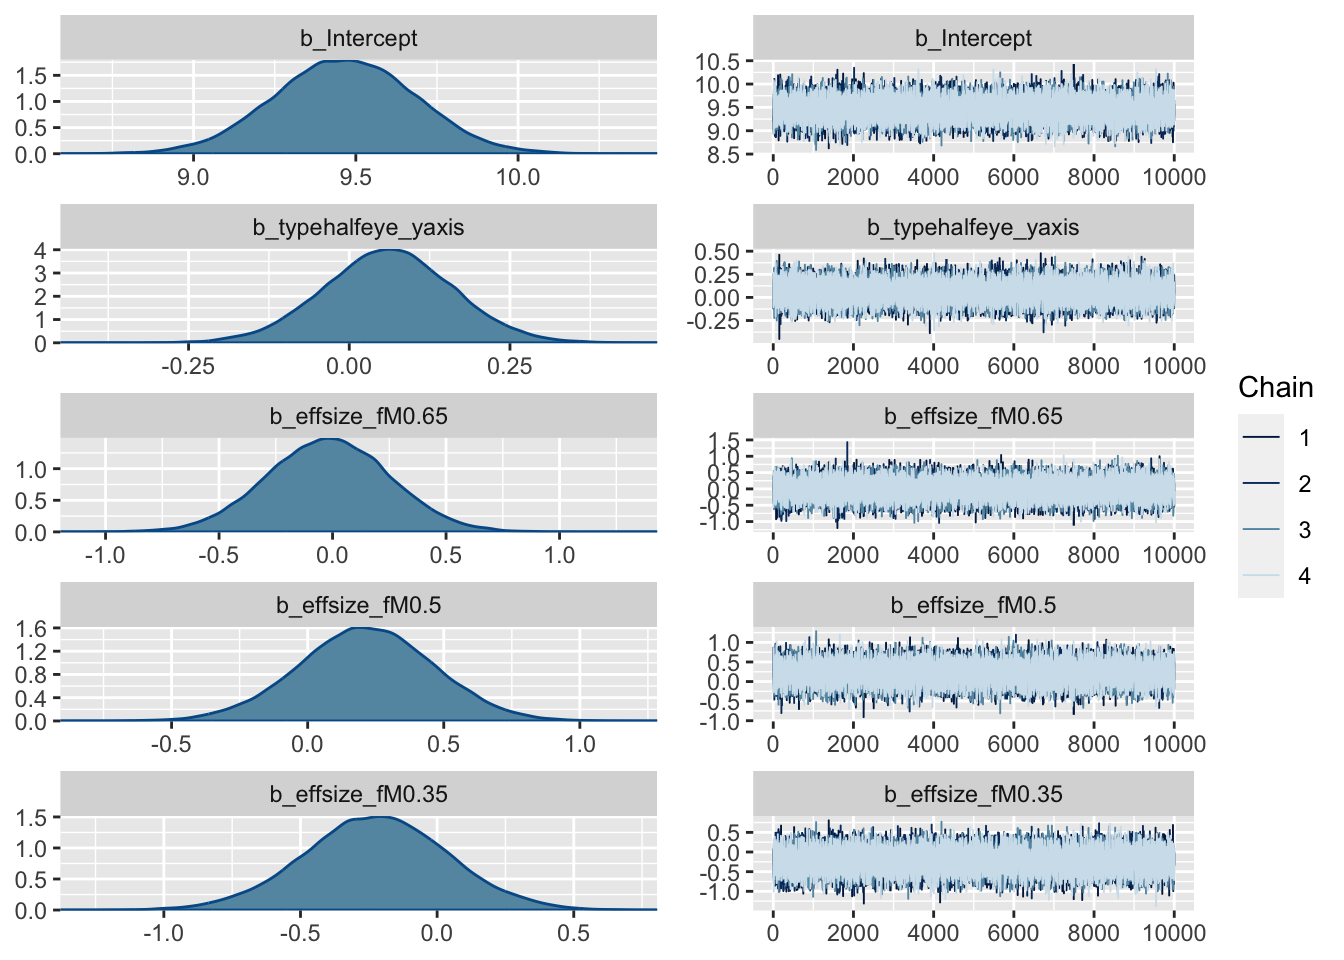 b_Intercept
1.5
1.0
0.5
0.0
9.0 9.5 10.0
b_Intercept
10.5
10.0
9.5
9.0
8.5
0 2000 4000 6000 8000 10000
b_typehalfeye_yaxis
4
3
2
1
0
-0.25 0.00 0.25
b_typehalfeye_yaxis
0.50
0.25
0.00
-0.25
0 2000 4000 6000 8000 10000
b_effsize_fM0.65
1.0
0.5
0.0
-1.0 -0.5 0.0 0.5 1.0
b_effsize_fM0.65
1.5
1.0
0.5
0.0
-0.5
-1.0
0 2000 4000 6000 8000 10000
b_effsize_fM0.5
1.6
1.2
0.8
0.4
0.0
-0.5 0.0 0.5 1.0
b_effsize_fM0.5
1.0
0.5
0.0
-0.5
-1.0
0 2000 4000 6000 8000 10000
b_effsize_fM0.35
1.5
1.0
0.5
0.0
-1.0 -0.5 0.0 0.5
b_effsize_fM0.35
0.5
0.0
-0.5
-1.0
0 2000 4000 6000 8000 10000
Chain
1
2
3
4